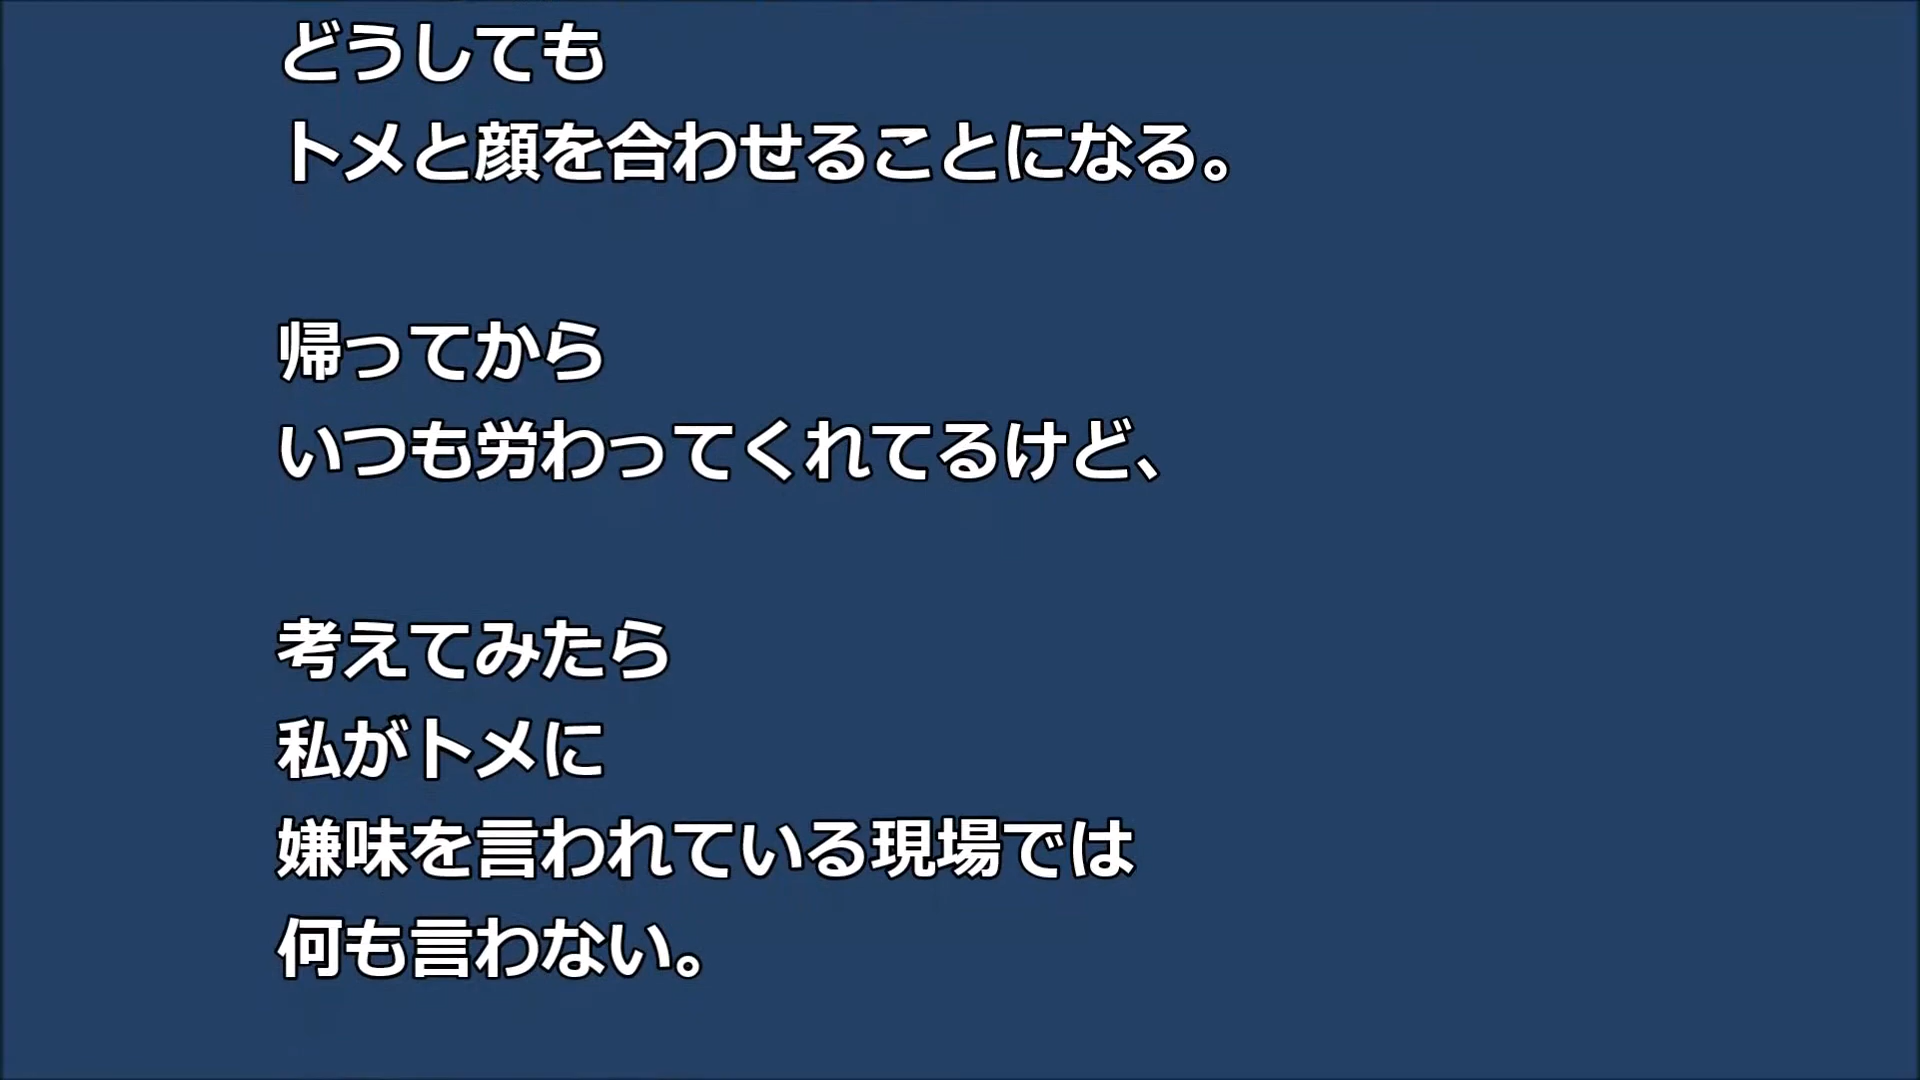 どうしても
トメと顔を合わせることになる。
帰ってから
いつも労わってくれてるけど、
考えてみたら
私がトメに
嫌味を言われている現場では
何も言わない。